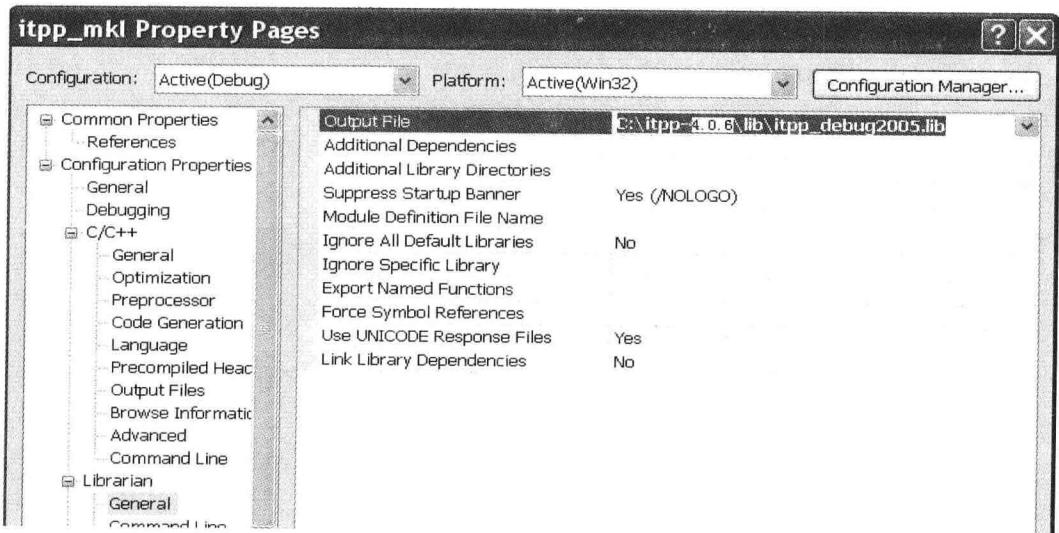 itpp_mkl Property Pages
Configuration: Active(Debug) Platform: Active(Win32) Configuration Manager...
Common Properties
References
Configuration Properties
General
Debugging
C/C++
General
Optimization
Preprocessor
Code Generation
Language
Precompiled Heac
Output Files
Browse Informatic
Advanced
Command Line
Librarian
General
Command Line
Output File C:\itpp-4.0.6\lib\itpp_debug2005.lib
Additional Dependencies
Additional Library Directories
Suppress Startup Banner Yes (/NOLOGO)
Module Definition File Name
Ignore All Default Libraries No
Ignore Specific Library
Export Named Functions
Force Symbol References
Use UNICODE Response Files Yes
Link Library Dependencies No